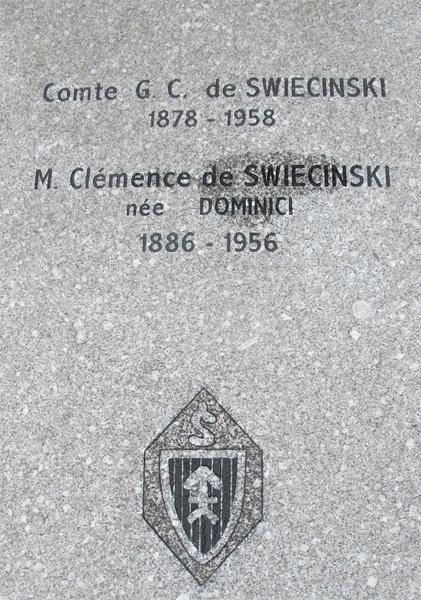 Comte G. C. de SWIECINSKI
1878 - 1958
M. Clémence de SWIECINSKI
née DOMINICI
1886 - 1956
S